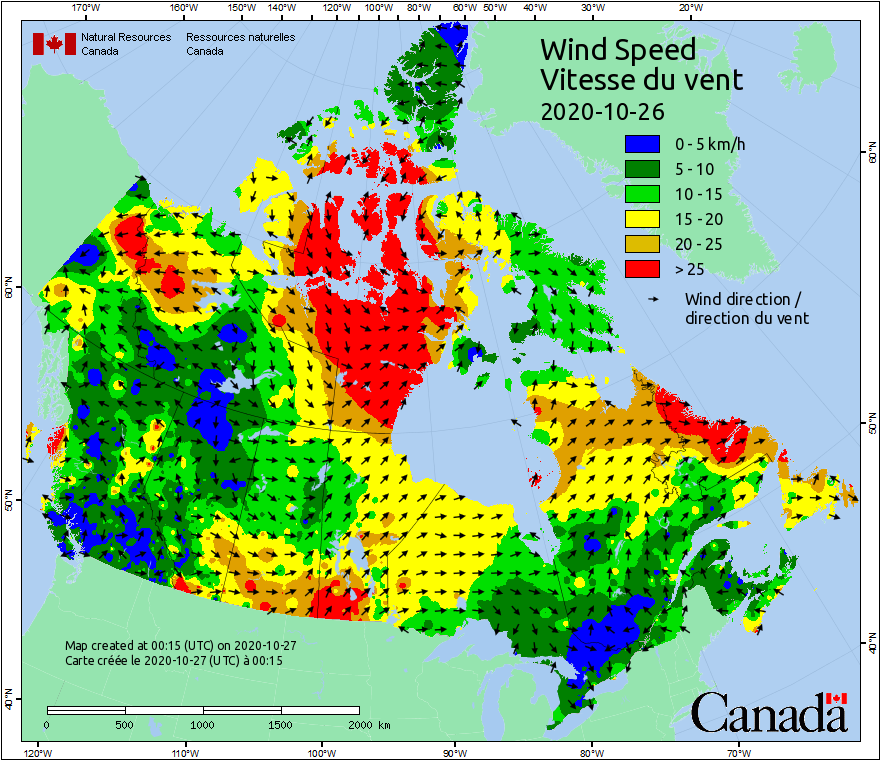 170°W 160°W 150°W 140°W 120°W 100°W 80°W 60°W 50°W 40°W 30°W 20°W
Natural Resources Canada
Ressources naturelles Canada
Wind Speed
Vitesse du vent
2020-10-26
0 - 5 km/h
5 - 10
10 - 15
15 - 20
20 - 25
> 25
Wind direction /
direction du vent
60°N
50°N
40°N
60°N
50°N
40°N
Map created at 00:15 (UTC) on 2020-10-27
Carte créée le 2020-10-27 (UTC) à 00:15
0 500 1000 1500 2000 km
Canada
120°W 110°W 100°W 90°W 80°W 70°W